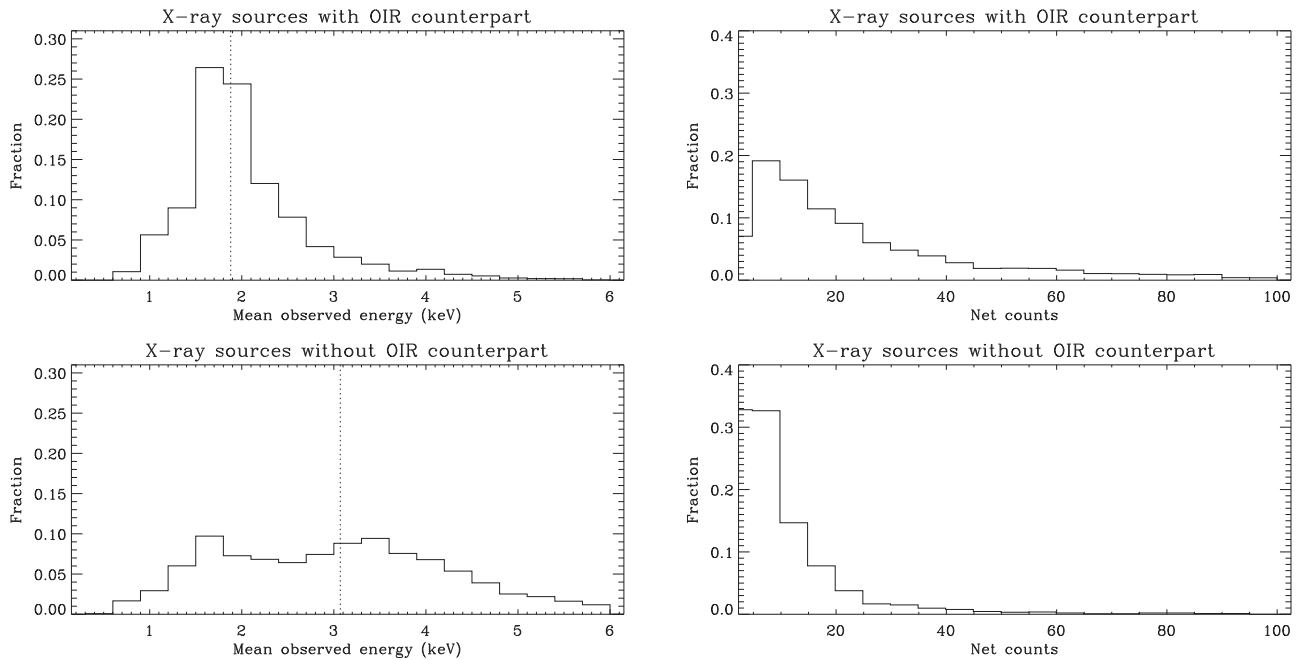 X-ray sources with OIR counterpart
0.30
0.25
0.20
0.15
0.10
0.05
0.00
Fraction
1 2 3 4 5 6
Mean observed energy (keV)
X-ray sources with OIR counterpart
0.4
0.3
0.2
0.1
0.0
Fraction
20 40 60 80 100
Net counts
X-ray sources without OIR counterpart
0.30
0.25
0.20
0.15
0.10
0.05
0.00
Fraction
1 2 3 4 5 6
Mean observed energy (keV)
X-ray sources without OIR counterpart
0.4
0.3
0.2
0.1
0.0
Fraction
20 40 60 80 100
Net counts